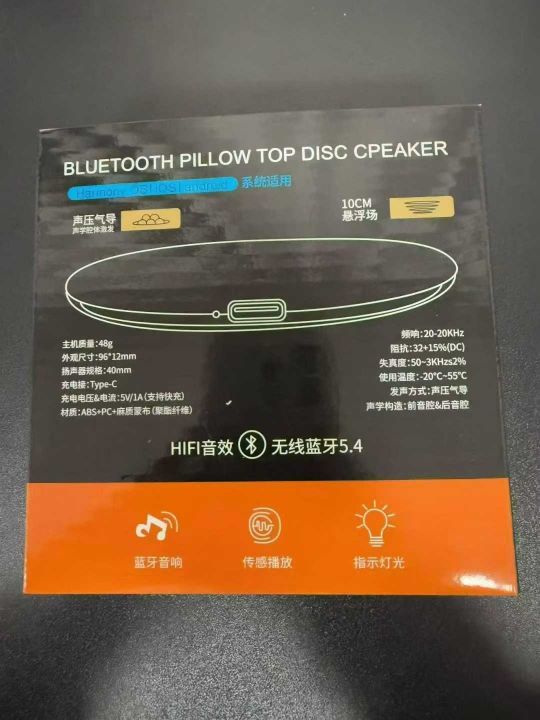 BLUETOOTH PILLOW TOP DISC CPEAKER
Harmony OS|IOS|android 系统适用
声压气导
声学腔体激发
10CM
悬浮场
主机质量:48g
外观尺寸:96*12mm
扬声器规格:40mm
充电接:Type-C
充电电压&电流:5V/1A(支持快充)
材质:ABS+PC+麻质蒙布(聚酯纤维)
频响:20-20KHz
阻抗:32+15%(DC)
失真度:50~3KHz≤2%
使用温度:-20°C~55°C
发声方式:声压气导
声学构造:前音腔&后音腔
HIFI音效 无线蓝牙5.4
蓝牙音响 传感播放 指示灯光